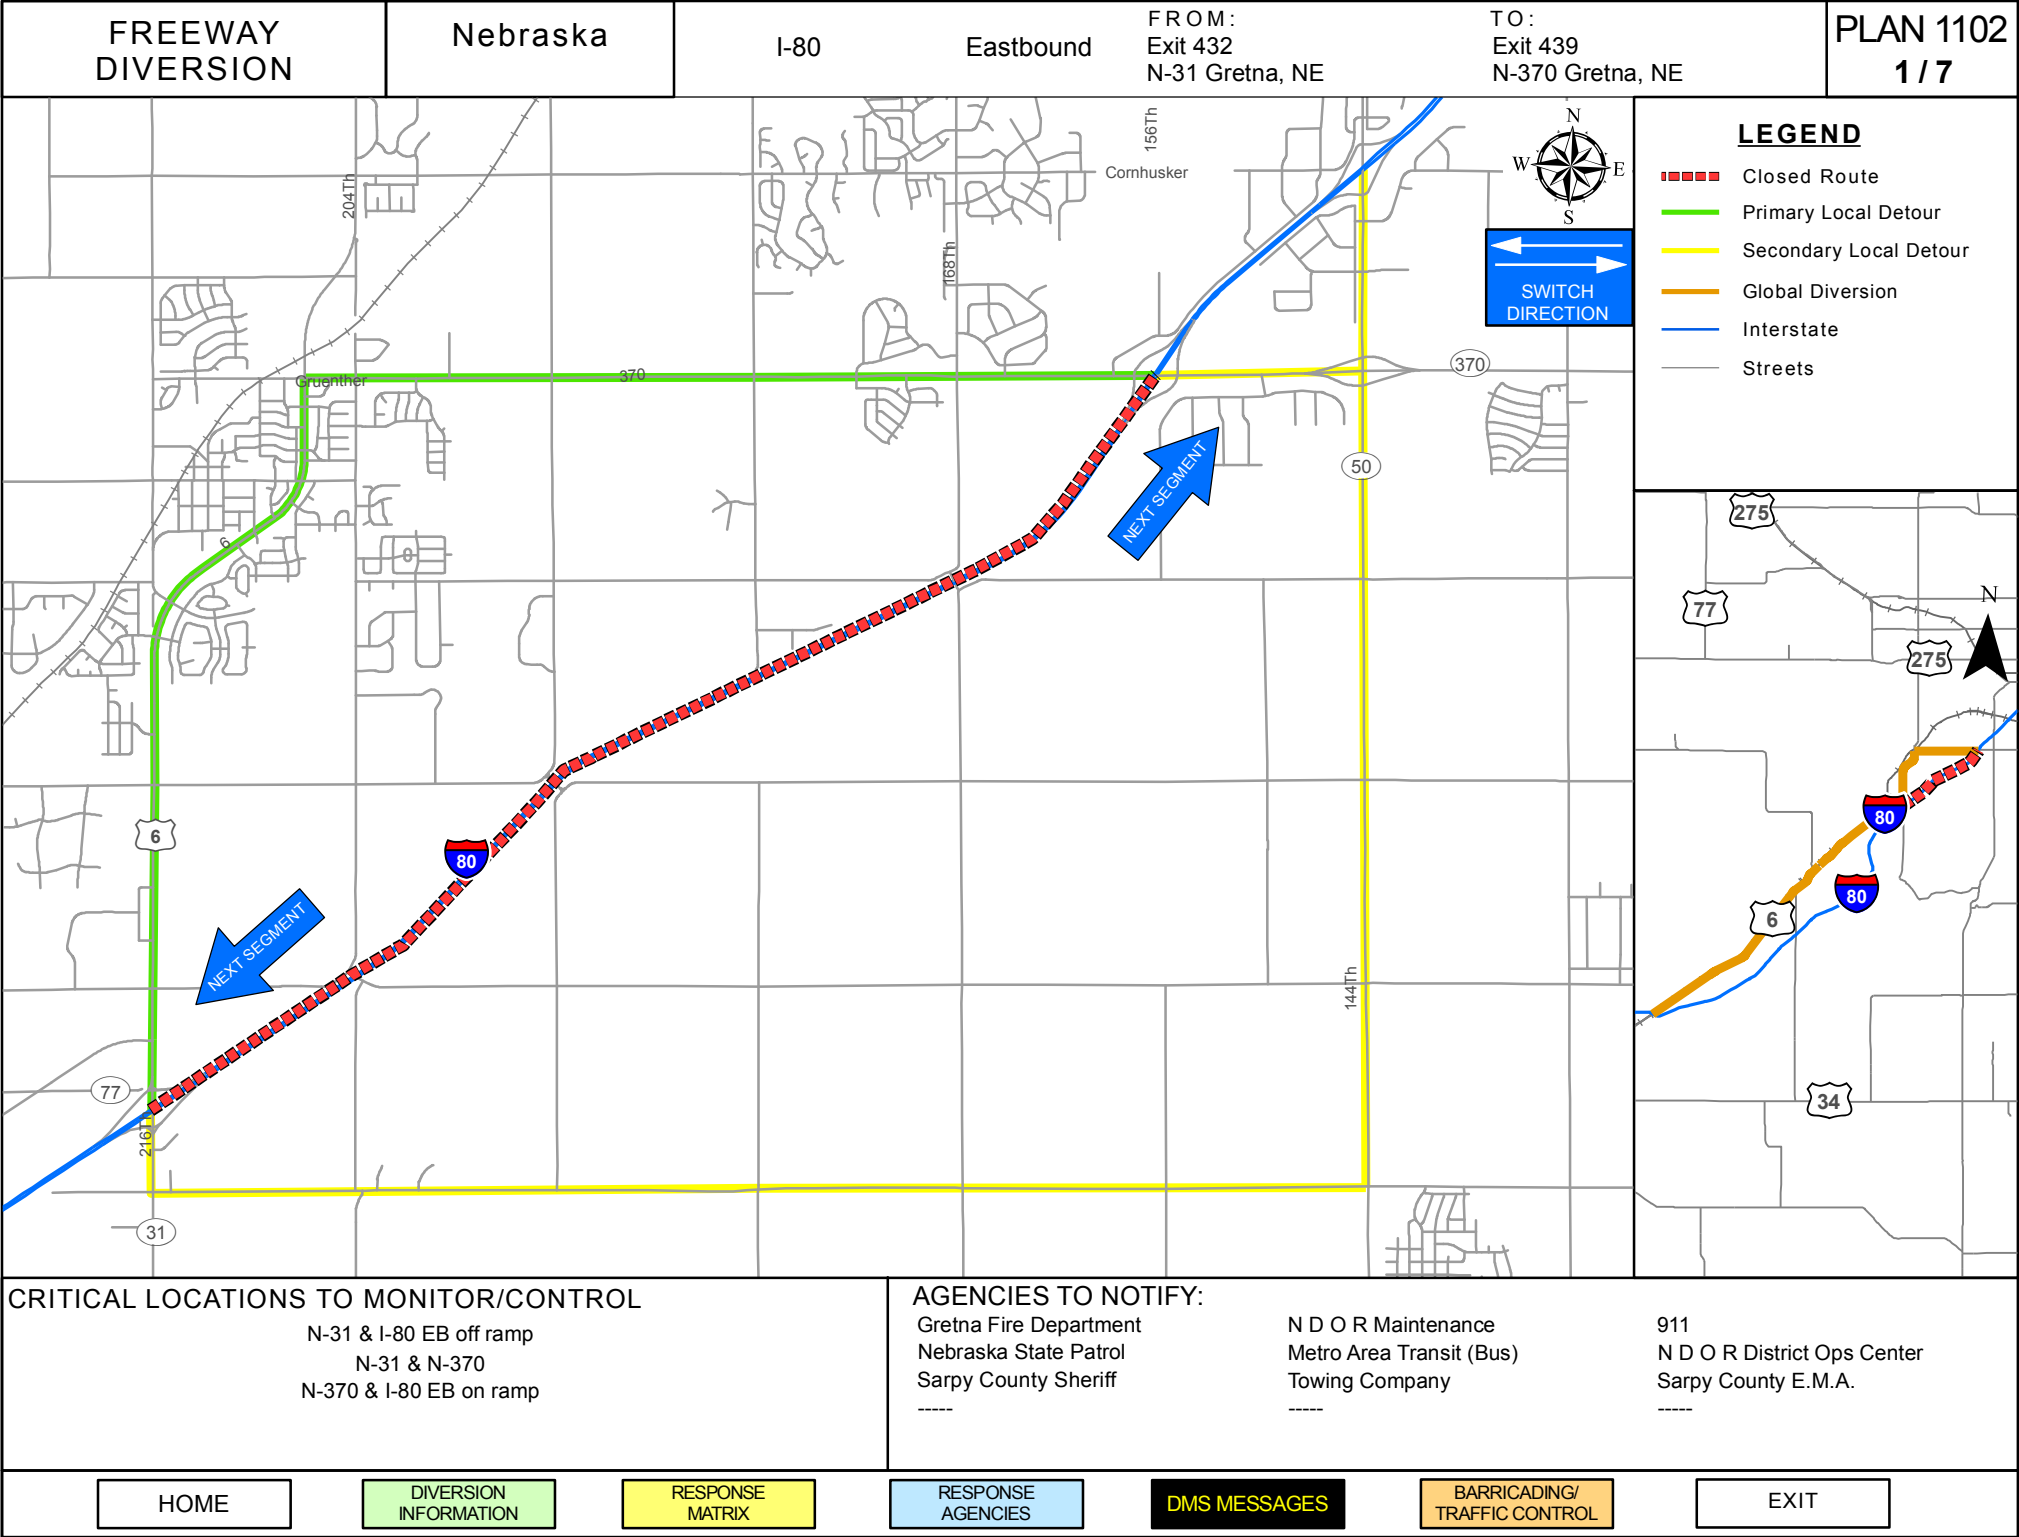 FREEWAY
DIVERSION
Nebraska
I-80
Eastbound
FROM:
Exit 432
N-31 Gretna, NE
TO:
Exit 439
N-370 Gretna, NE
PLAN 1102
1 / 7
204Th
156Th
Cornhusker
168Th
N
W
E
S
SWITCH
DIRECTION
Gruenther
370
370
50
NEXT SEGMENT
6
6
80
NEXT SEGMENT
144Th
77
216T
31
LEGEND
Closed Route
Primary Local Detour
Secondary Local Detour
Global Diversion
Interstate
Streets
275
77
N
275
80
80
6
34
CRITICAL LOCATIONS TO MONITOR/CONTROL
N-31 & I-80 EB off ramp
N-31 & N-370
N-370 & I-80 EB on ramp
AGENCIES TO NOTIFY:
Gretna Fire Department
Nebraska State Patrol
Sarpy County Sheriff
-----
N D O R Maintenance
Metro Area Transit (Bus)
Towing Company
-----
911
N D O R District Ops Center
Sarpy County E.M.A.
-----
HOME
DIVERSION
INFORMATION
RESPONSE
MATRIX
RESPONSE
AGENCIES
DMS MESSAGES
BARRICADING/
TRAFFIC CONTROL
EXIT